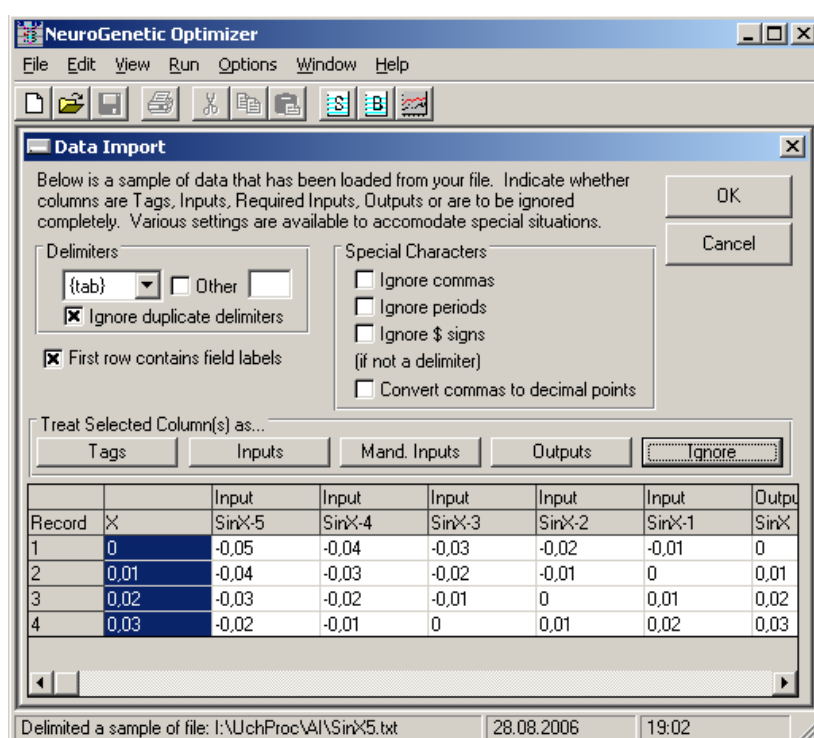 NeuroGenetic Optimizer
File Edit View Run Options Window Help
S B
Data Import
Below is a sample of data that has been loaded from your file. Indicate whether
columns are Tags, Inputs, Required Inputs, Outputs or are to be ignored
completely. Various settings are available to accomodate special situations.
OK
Cancel
Delimiters
{tab} Other
Ignore duplicate delimiters
First row contains field labels
Special Characters
Ignore commas
Ignore periods
Ignore $ signs
(if not a delimiter)
Convert commas to decimal points
Treat Selected Column(s) as...
Tags Inputs Mand. Inputs Outputs Ignore
Input Input Input Input Input Outpu
Record X SinX-5 SinX-4 SinX-3 SinX-2 SinX-1 SinX
1 0 -0,05 -0,04 -0,03 -0,02 -0,01 0
2 0,01 -0,04 -0,03 -0,02 -0,01 0 0,01
3 0,02 -0,03 -0,02 -0,01 0 0,01 0,02
4 0,03 -0,02 -0,01 0 0,01 0,02 0,03
Delimited a sample of file: I:\UchProc\AI\SinX5.txt 28.08.2006 19:02